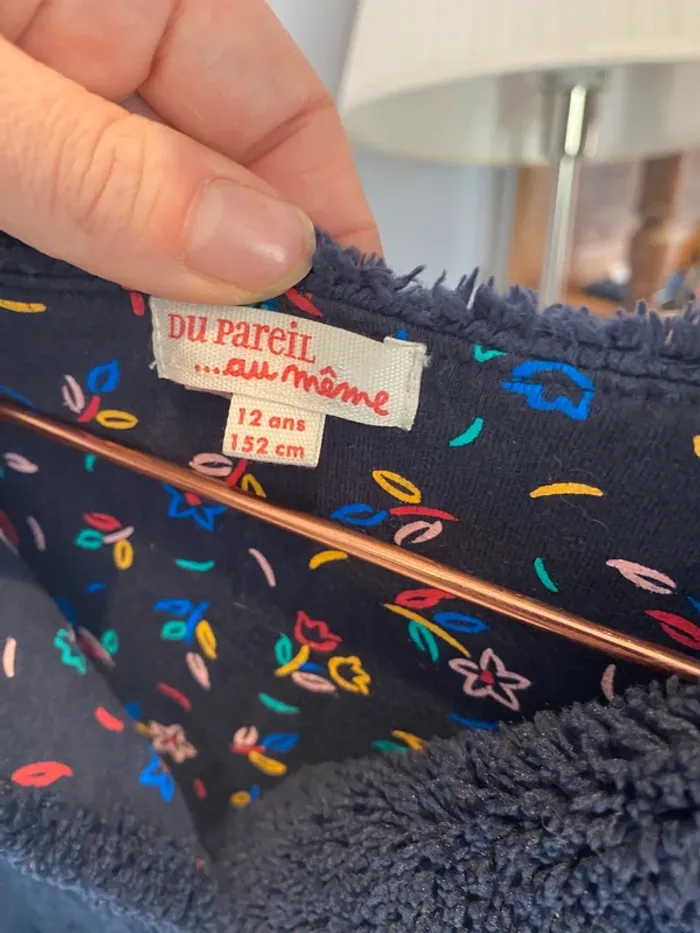 DU PAREIL
...au même
12 ans
152 cm